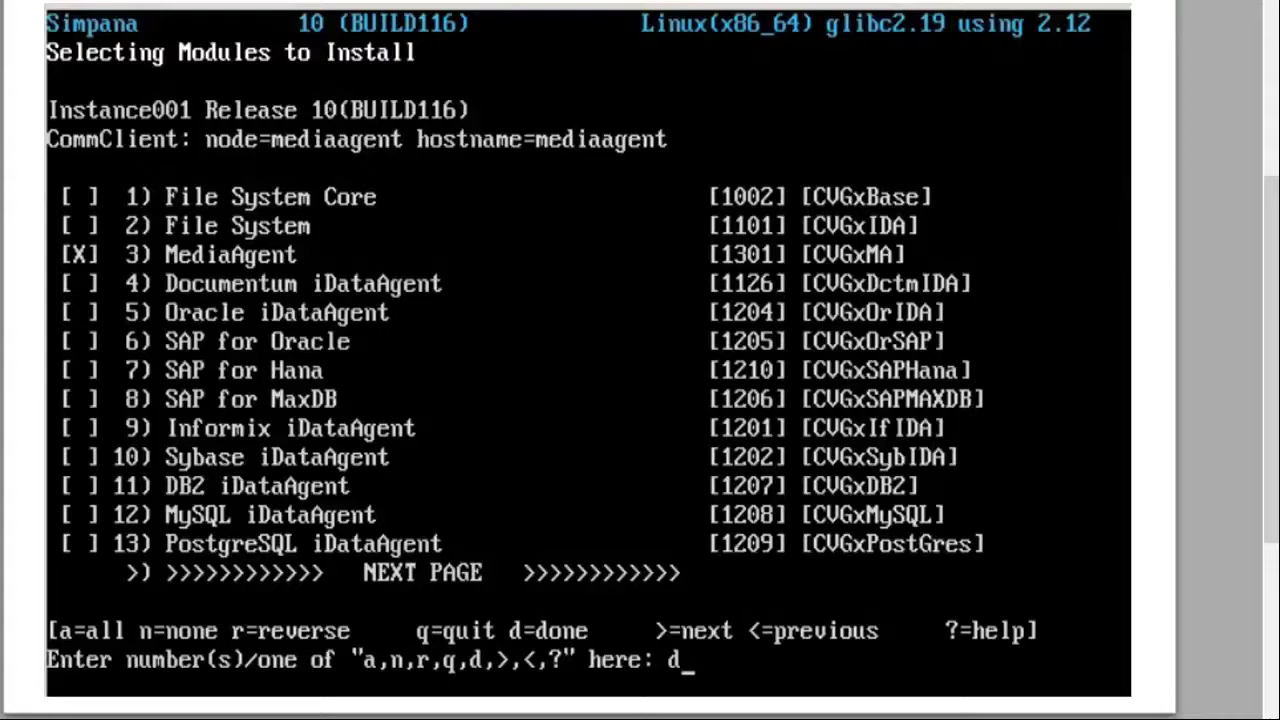 Simpana 10 (BUILD116) Linux(x86_64) glibc2.19 using 2.12
Selecting Modules to Install
Instance001 Release 10(BUILD116)
CommClient: node=mediaagent hostname=mediaagent
[ ] 1) File System Core [1002] [CVGxBase]
[ ] 2) File System [1101] [CVGxIDA]
[X] 3) MediaAgent [1301] [CVGxMA]
[ ] 4) Documentum iDataAgent [1126] [CVGxDctmIDA]
[ ] 5) Oracle iDataAgent [1204] [CVGxOrIDA]
[ ] 6) SAP for Oracle [1205] [CVGxOrSAP]
[ ] 7) SAP for Hana [1210] [CVGxSAPHana]
[ ] 8) SAP for MaxDB [1206] [CVGxSAPMAXDB]
[ ] 9) Informix iDataAgent [1201] [CVGxIfIDA]
[ ] 10) Sybase iDataAgent [1202] [CVGxSybIDA]
[ ] 11) DB2 iDataAgent [1207] [CVGxDB2]
[ ] 12) MySQL iDataAgent [1208] [CVGxMySQL]
[ ] 13) PostgreSQL iDataAgent [1209] [CVGxPostGres]
>) >>>>>>>>>>>> NEXT PAGE >>>>>>>>>>>>
[a=all n=none r=reverse q=quit d=done >=next <=previous ?=help]
Enter number(s)/one of "a,n,r,q,d,>,<,?" here: d_